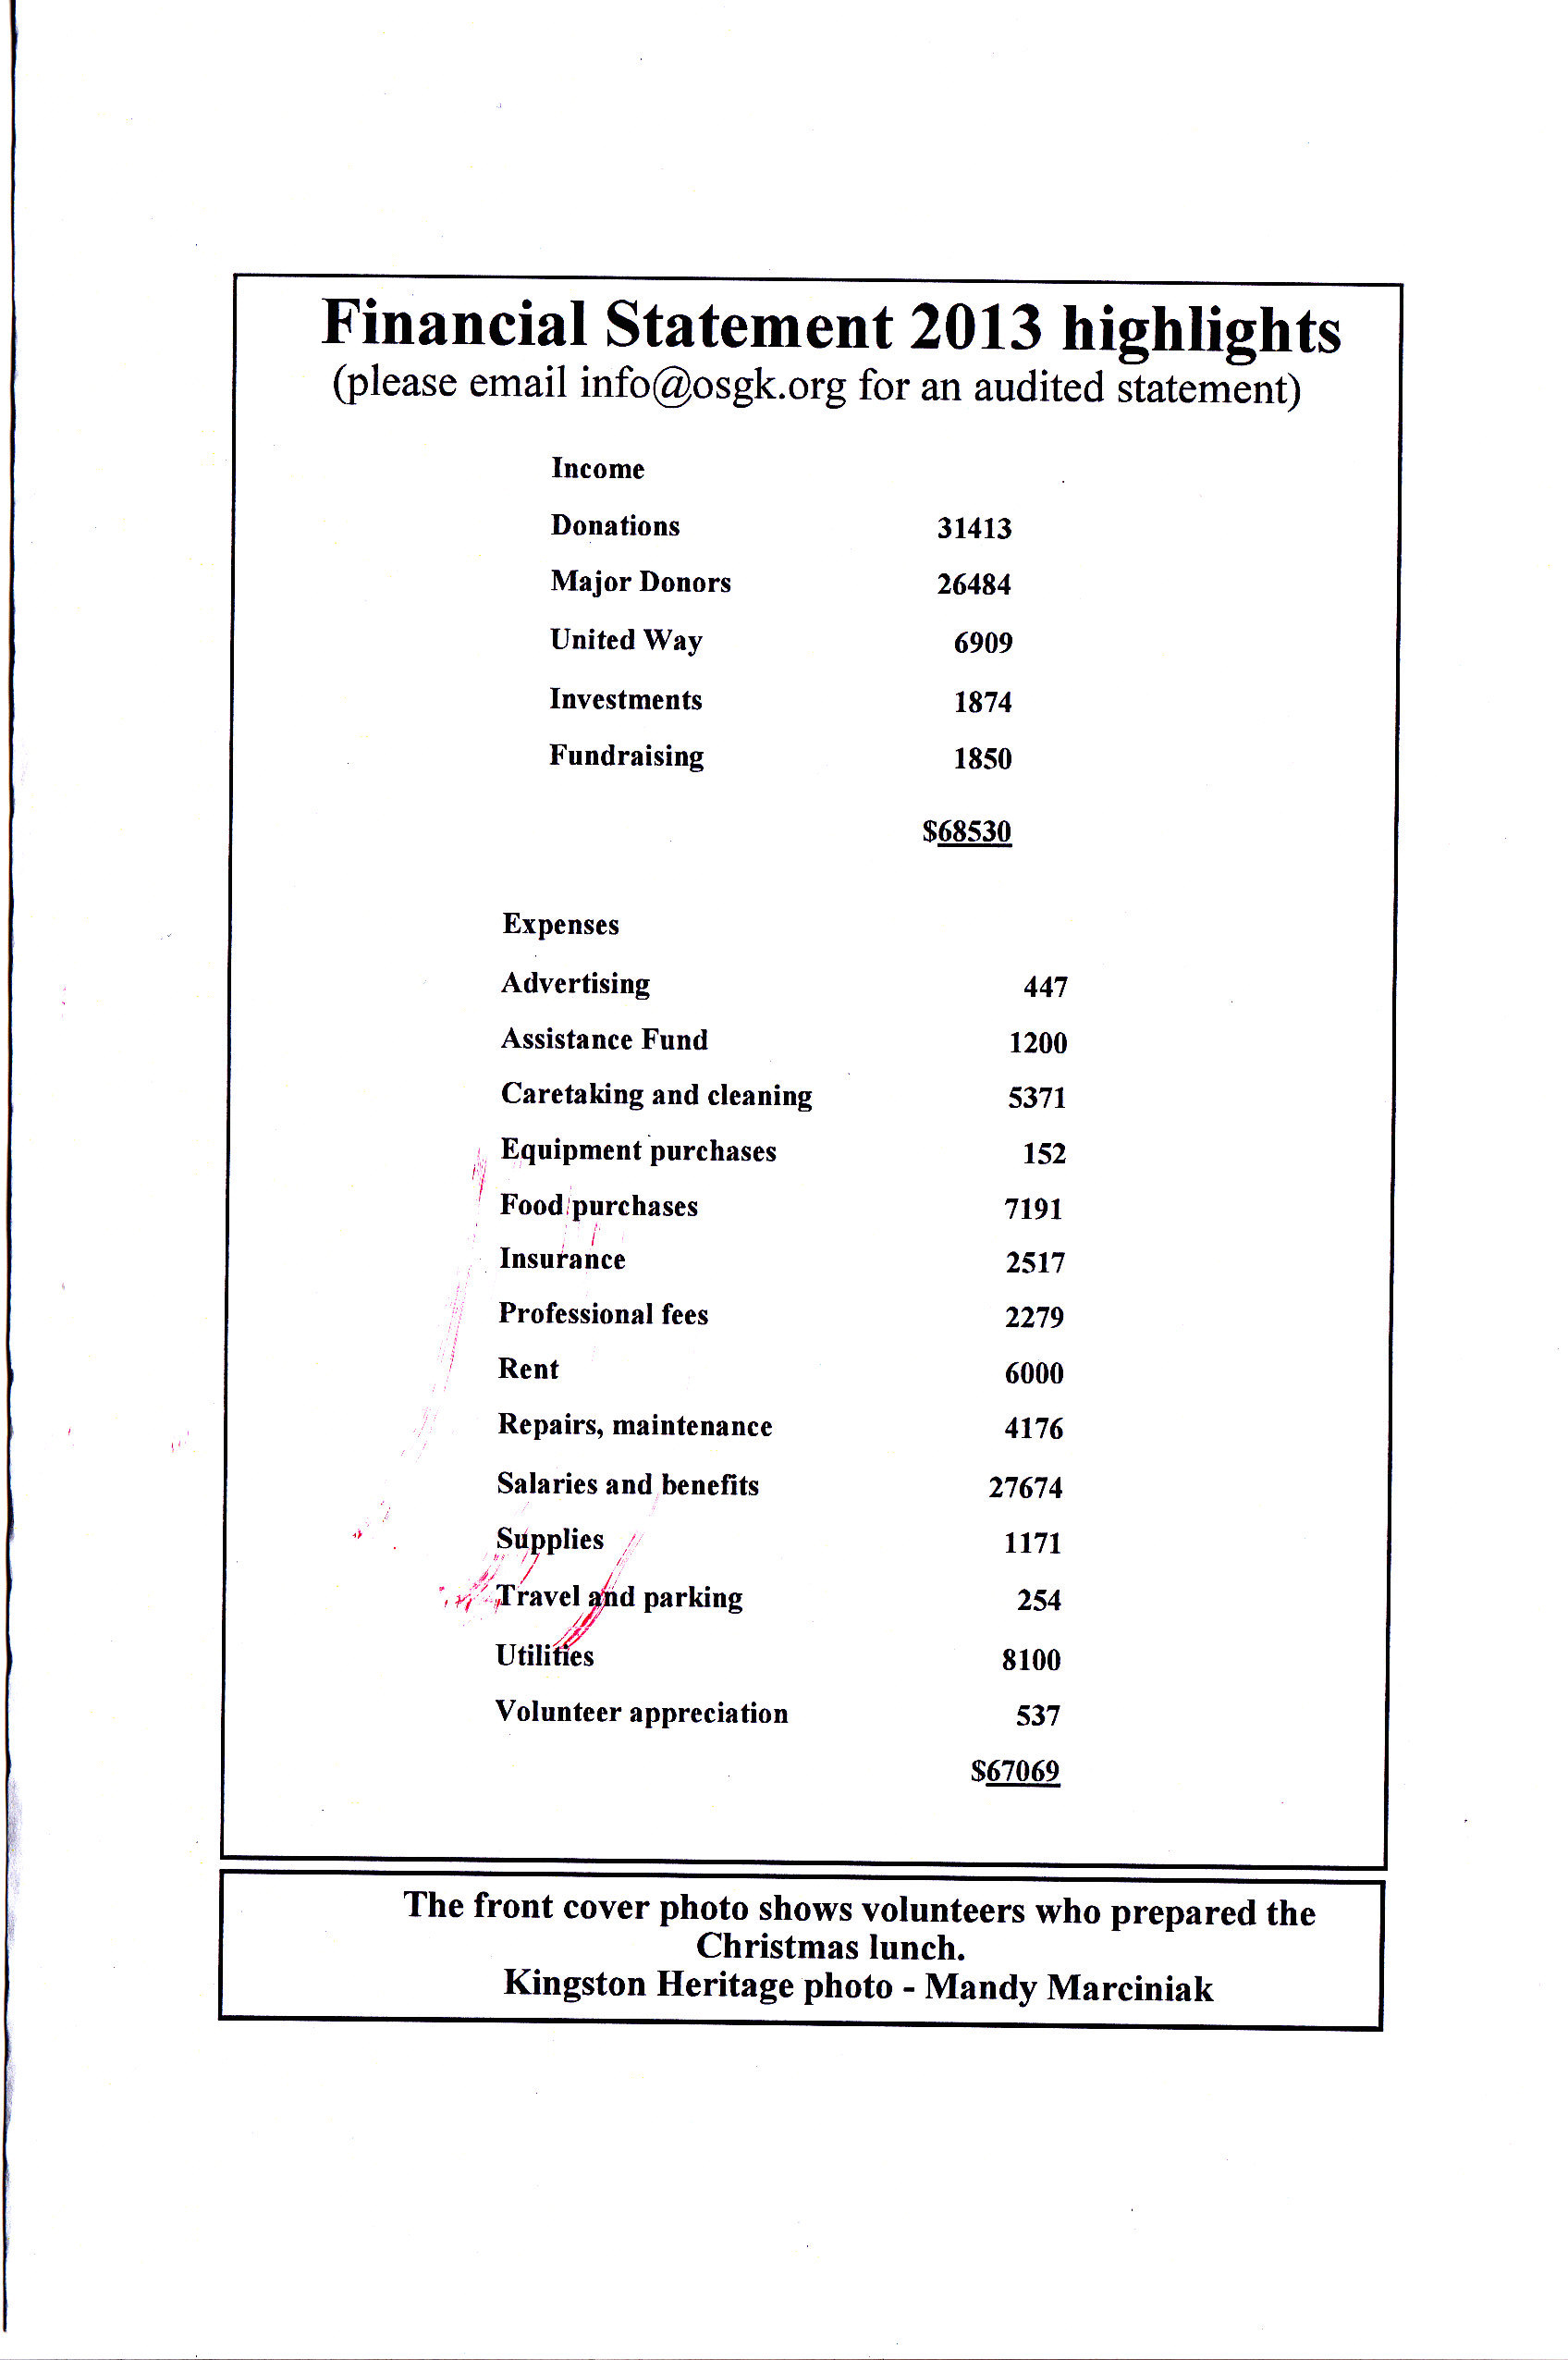 Financial Statement 2013 highlights
(please email info@osgk.org for an audited statement)
Income
Donations 31413
Major Donors 26484
United Way 6909
Investments 1874
Fundraising 1850
$68530
Expenses
Advertising 447
Assistance Fund 1200
Caretaking and cleaning 5371
Equipment purchases 152
Food purchases 7191
Insurance 2517
Professional fees 2279
Rent 6000
Repairs, maintenance 4176
Salaries and benefits 27674
Supplies 1171
Travel and parking 254
Utilities 8100
Volunteer appreciation 537
$67069
The front cover photo shows volunteers who prepared the
Christmas lunch.
Kingston Heritage photo - Mandy Marciniak